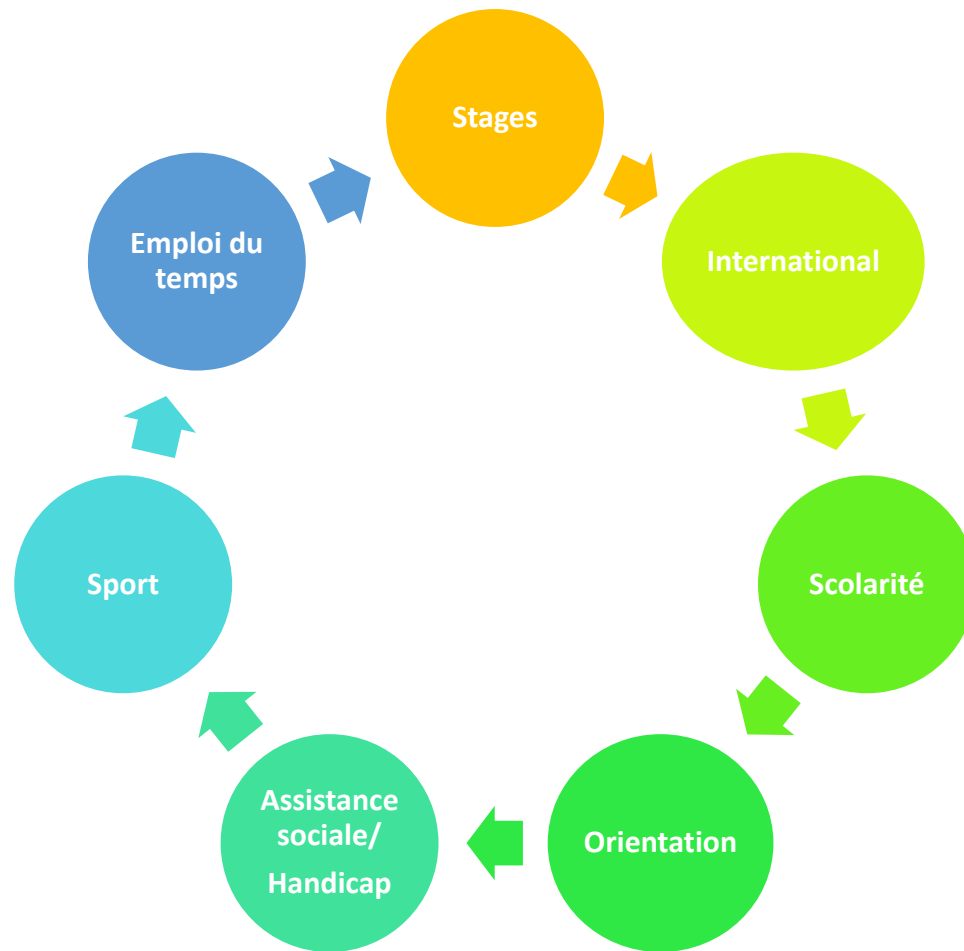 Stages
International
Scolarité
Orientation
Assistance
sociale/
Handicap
Sport
Emploi du
temps